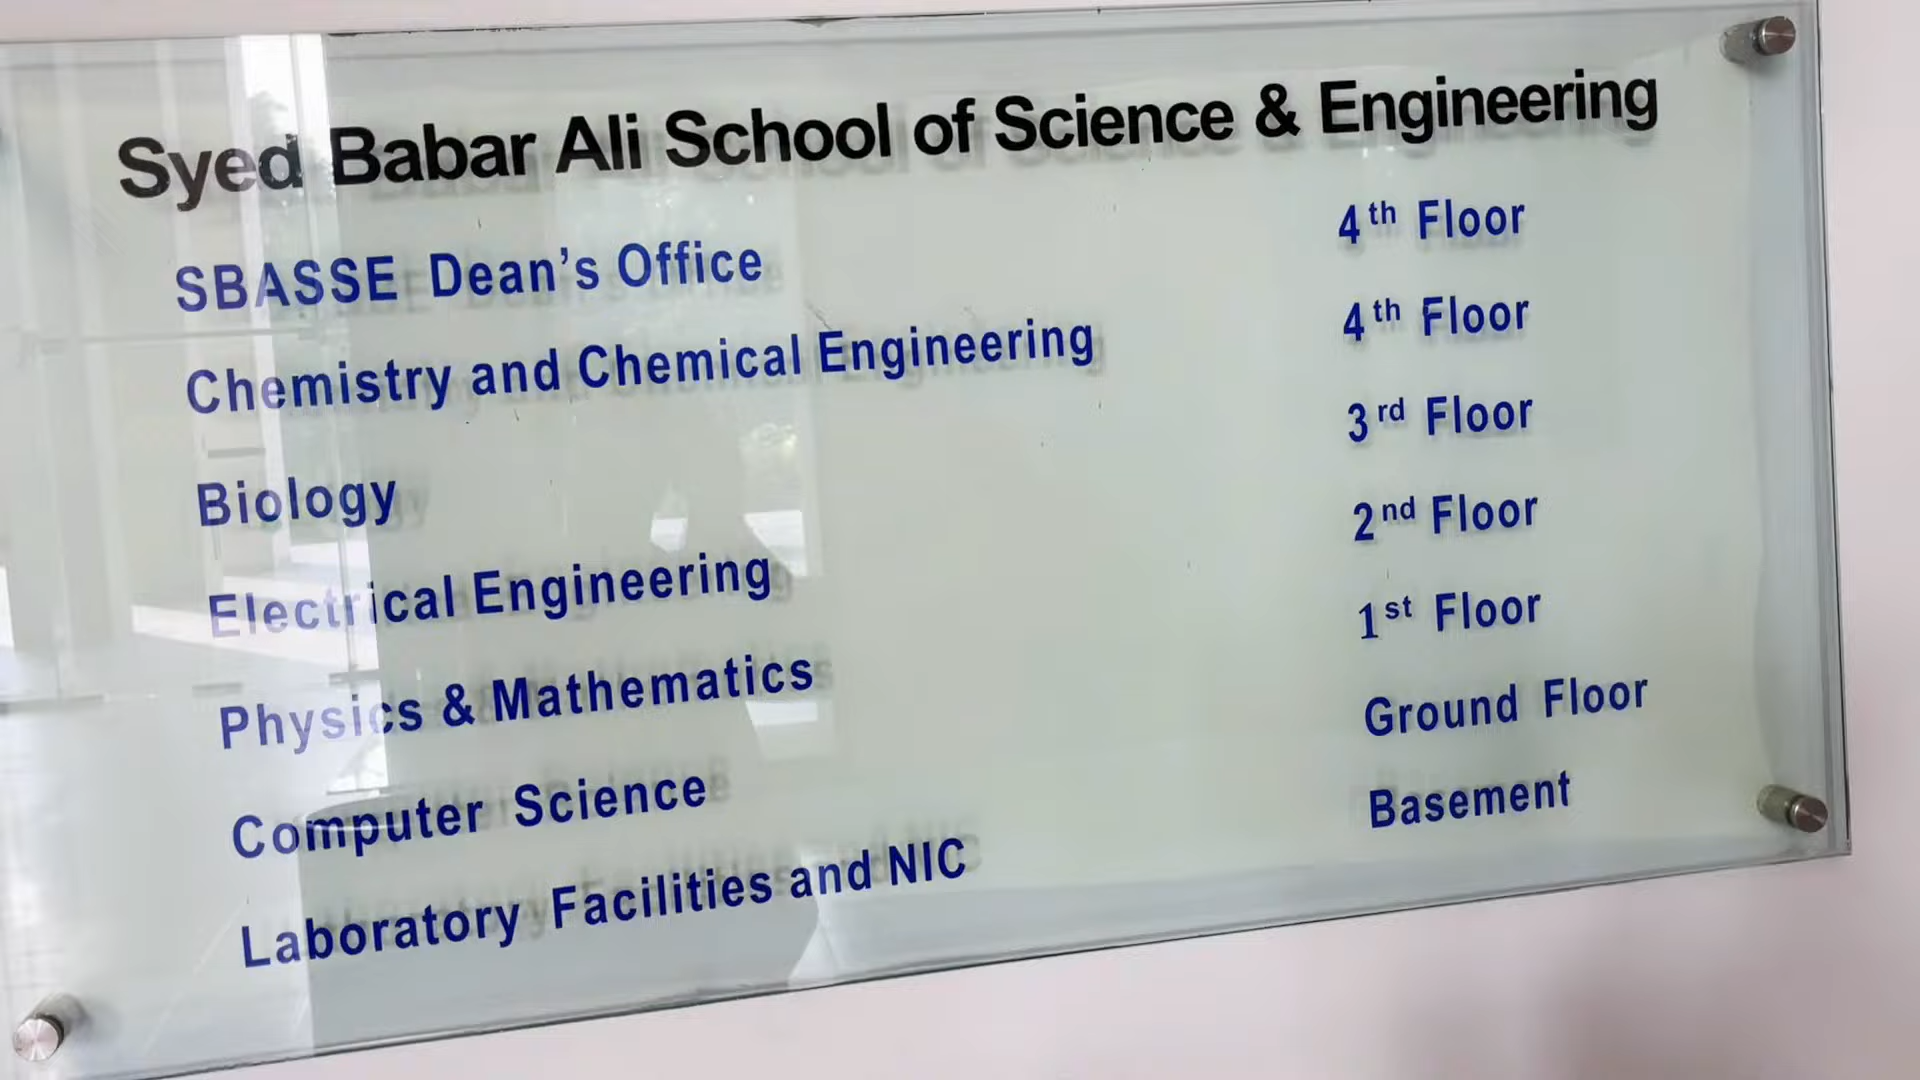 Syed Babar Ali School of Science & Engineering
SBASSE Dean's Office 4th Floor
Chemistry and Chemical Engineering 4th Floor
Biology 3rd Floor
Electrical Engineering 2nd Floor
Physics & Mathematics 1st Floor
Computer Science Ground Floor
Laboratory Facilities and NIC Basement